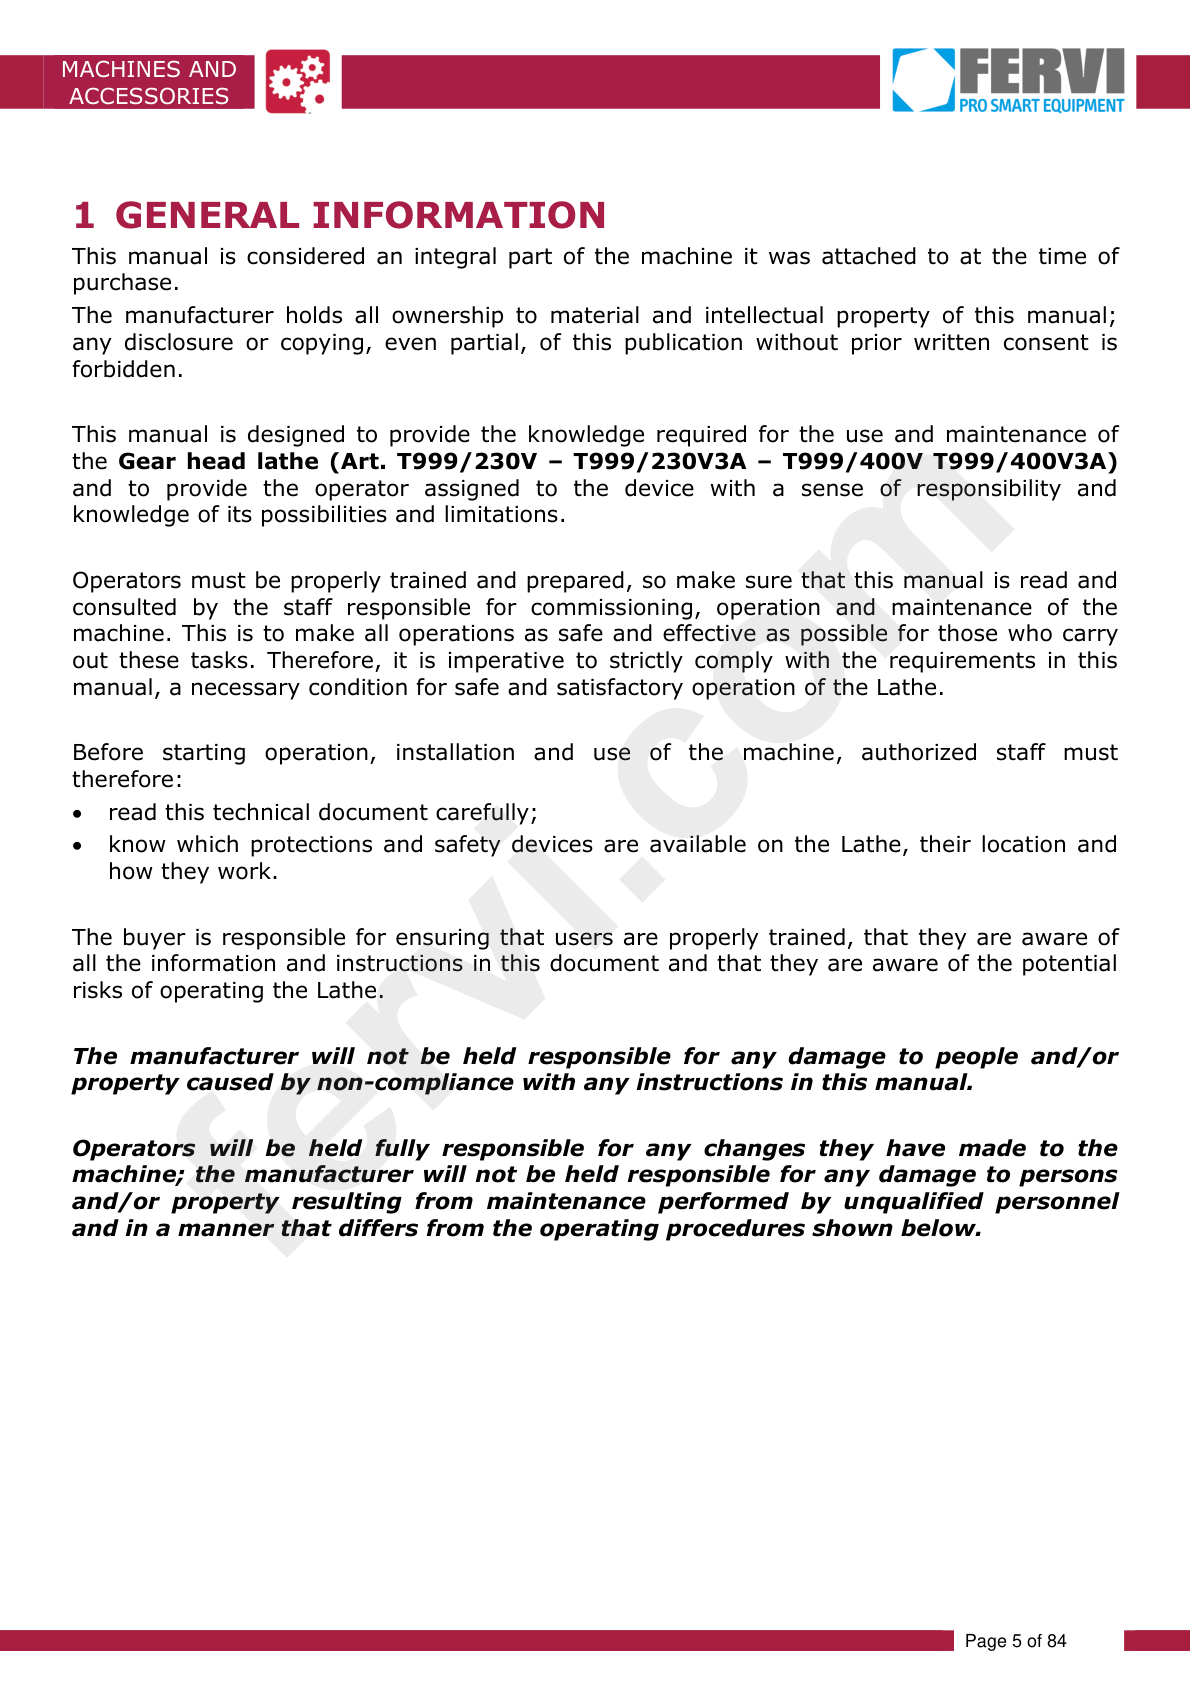 MACHINES AND
ACCESSORIES
FERVI
PRO SMART EQUIPMENT
1 GENERAL INFORMATION
This manual is considered an integral part of the machine it was attached to at the time of
purchase.
The manufacturer holds all ownership to material and intellectual property of this manual;
any disclosure or copying, even partial, of this publication without prior written consent is
forbidden.
This manual is designed to provide the knowledge required for the use and maintenance of
the Gear head lathe (Art. T999/230V – T999/230V3A – T999/400V T999/400V3A)
and to provide the operator assigned to the device with a sense of responsibility and
knowledge of its possibilities and limitations.
Operators must be properly trained and prepared, so make sure that this manual is read and
consulted by the staff responsible for commissioning, operation and maintenance of the
machine. This is to make all operations as safe and effective as possible for those who carry
out these tasks. Therefore, it is imperative to strictly comply with the requirements in this
manual, a necessary condition for safe and satisfactory operation of the Lathe.
Before starting operation, installation and use of the machine, authorized staff must
therefore:
• read this technical document carefully;
• know which protections and safety devices are available on the Lathe, their location and
how they work.
The buyer is responsible for ensuring that users are properly trained, that they are aware of
all the information and instructions in this document and that they are aware of the potential
risks of operating the Lathe.
The manufacturer will not be held responsible for any damage to people and/or
property caused by non-compliance with any instructions in this manual.
Operators will be held fully responsible for any changes they have made to the
machine; the manufacturer will not be held responsible for any damage to persons
and/or property resulting from maintenance performed by unqualified personnel
and in a manner that differs from the operating procedures shown below.
fervi.com
Page 5 of 84